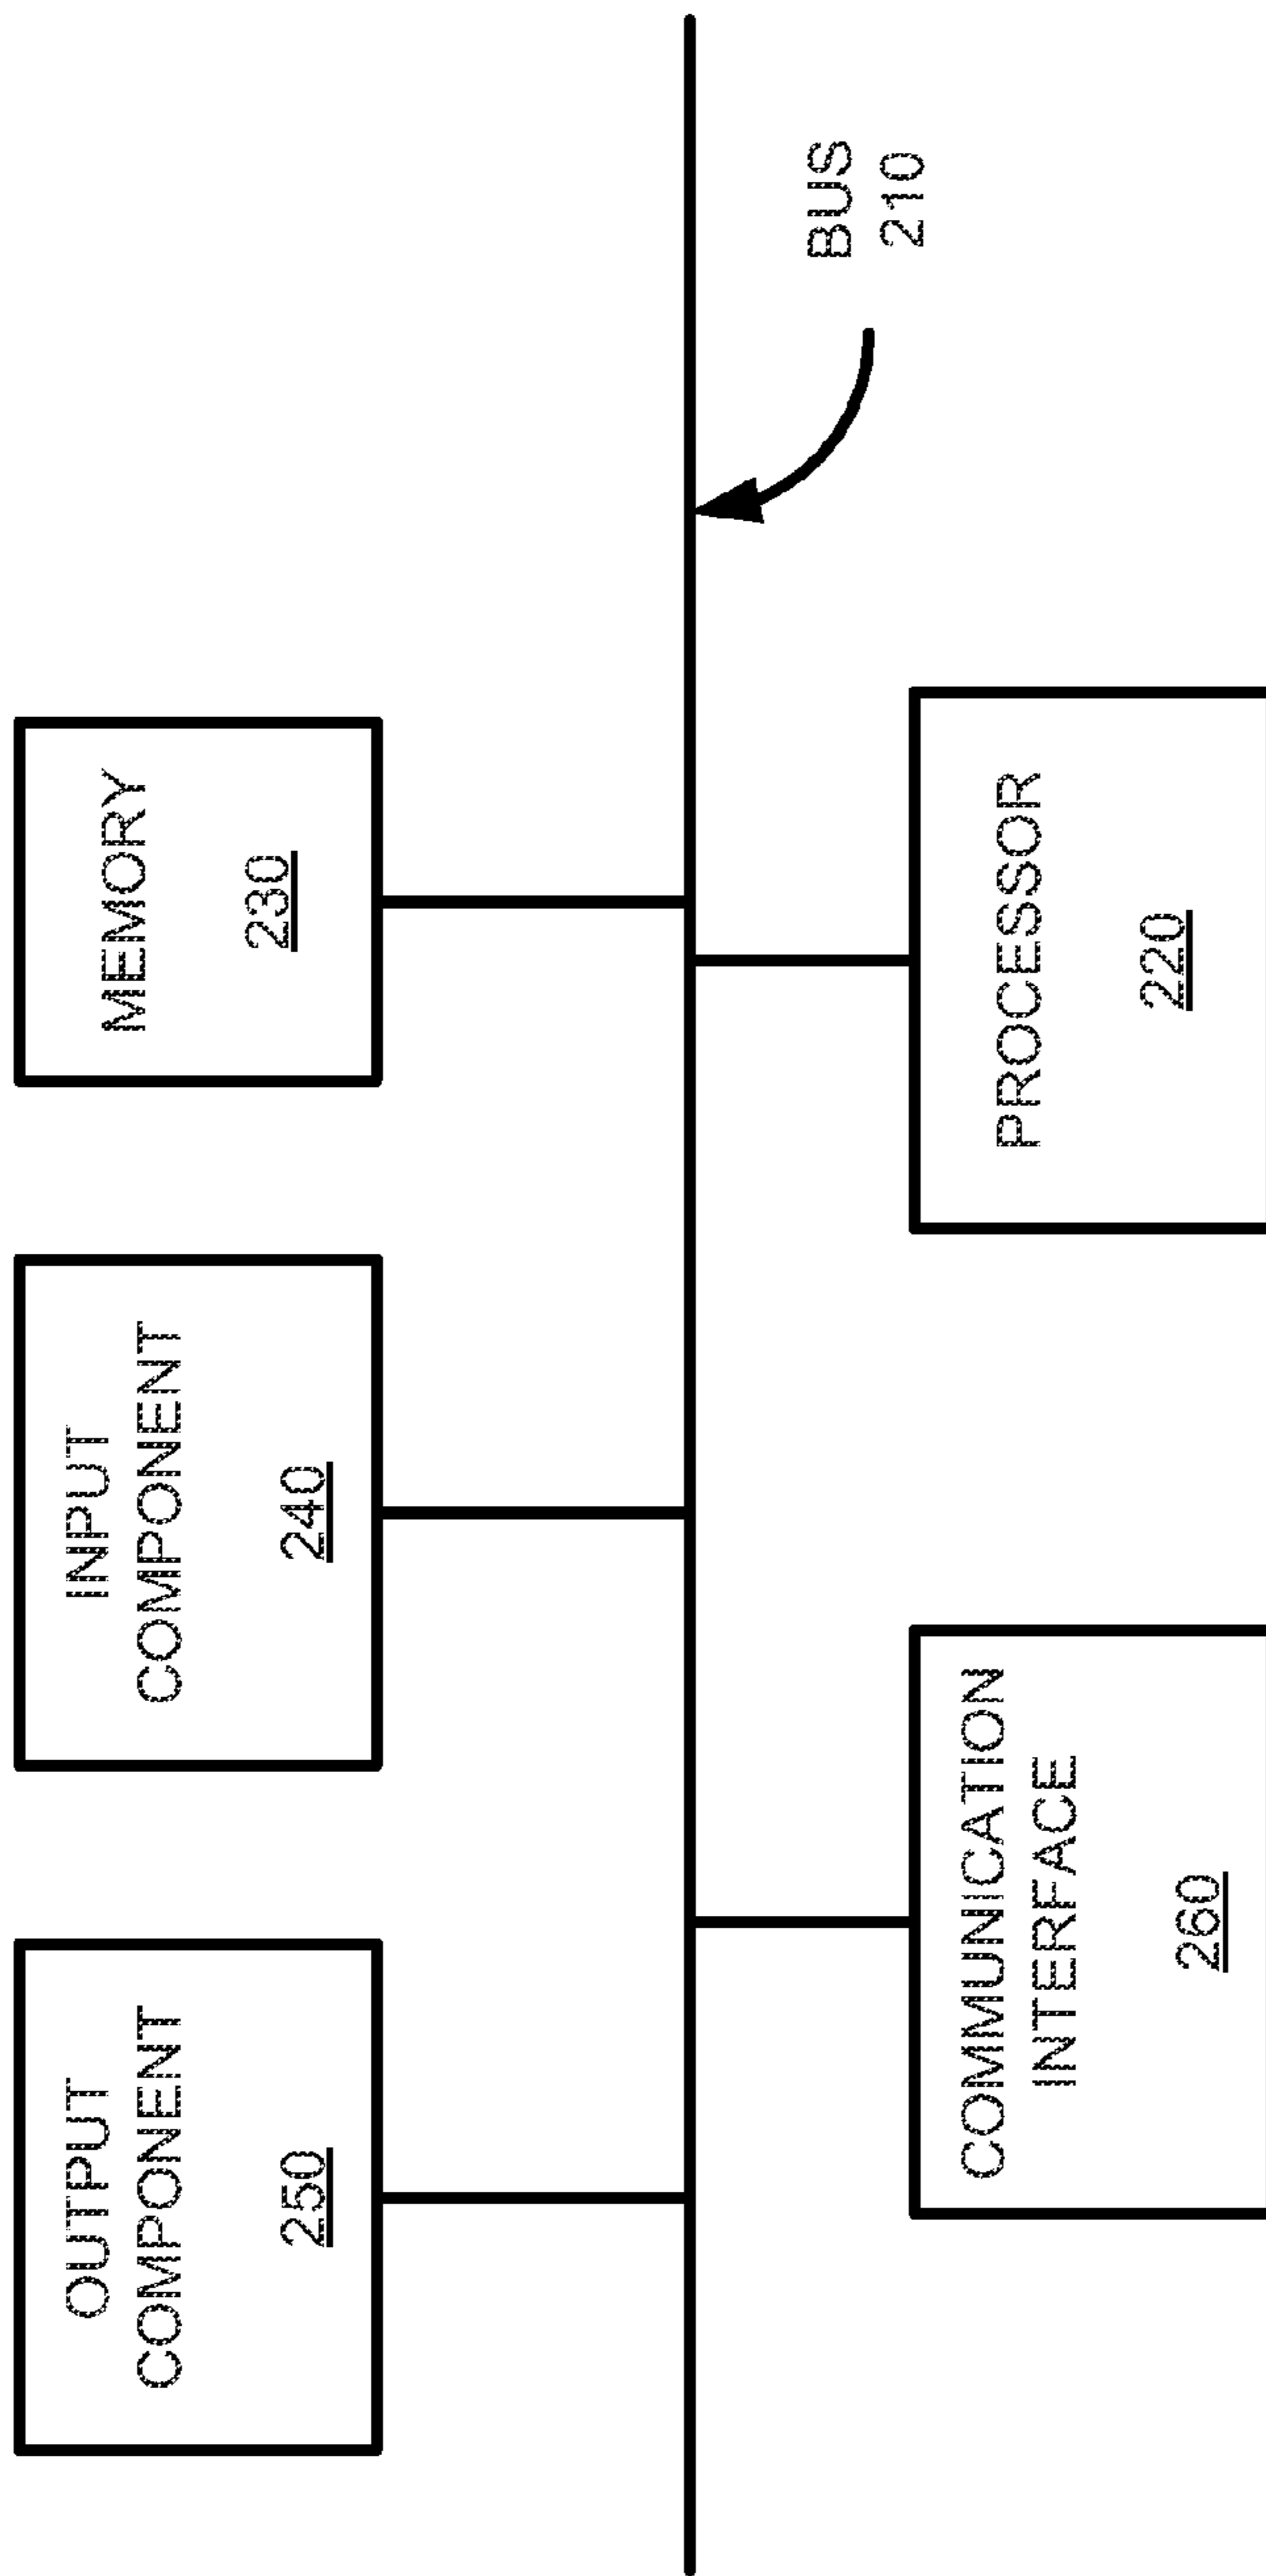 OUTPUT
COMPONENT
250
INPUT
COMPONENT
240
MEMORY
230
BUS
210
COMMUNICATION
INTERFACE
260
PROCESSOR
220